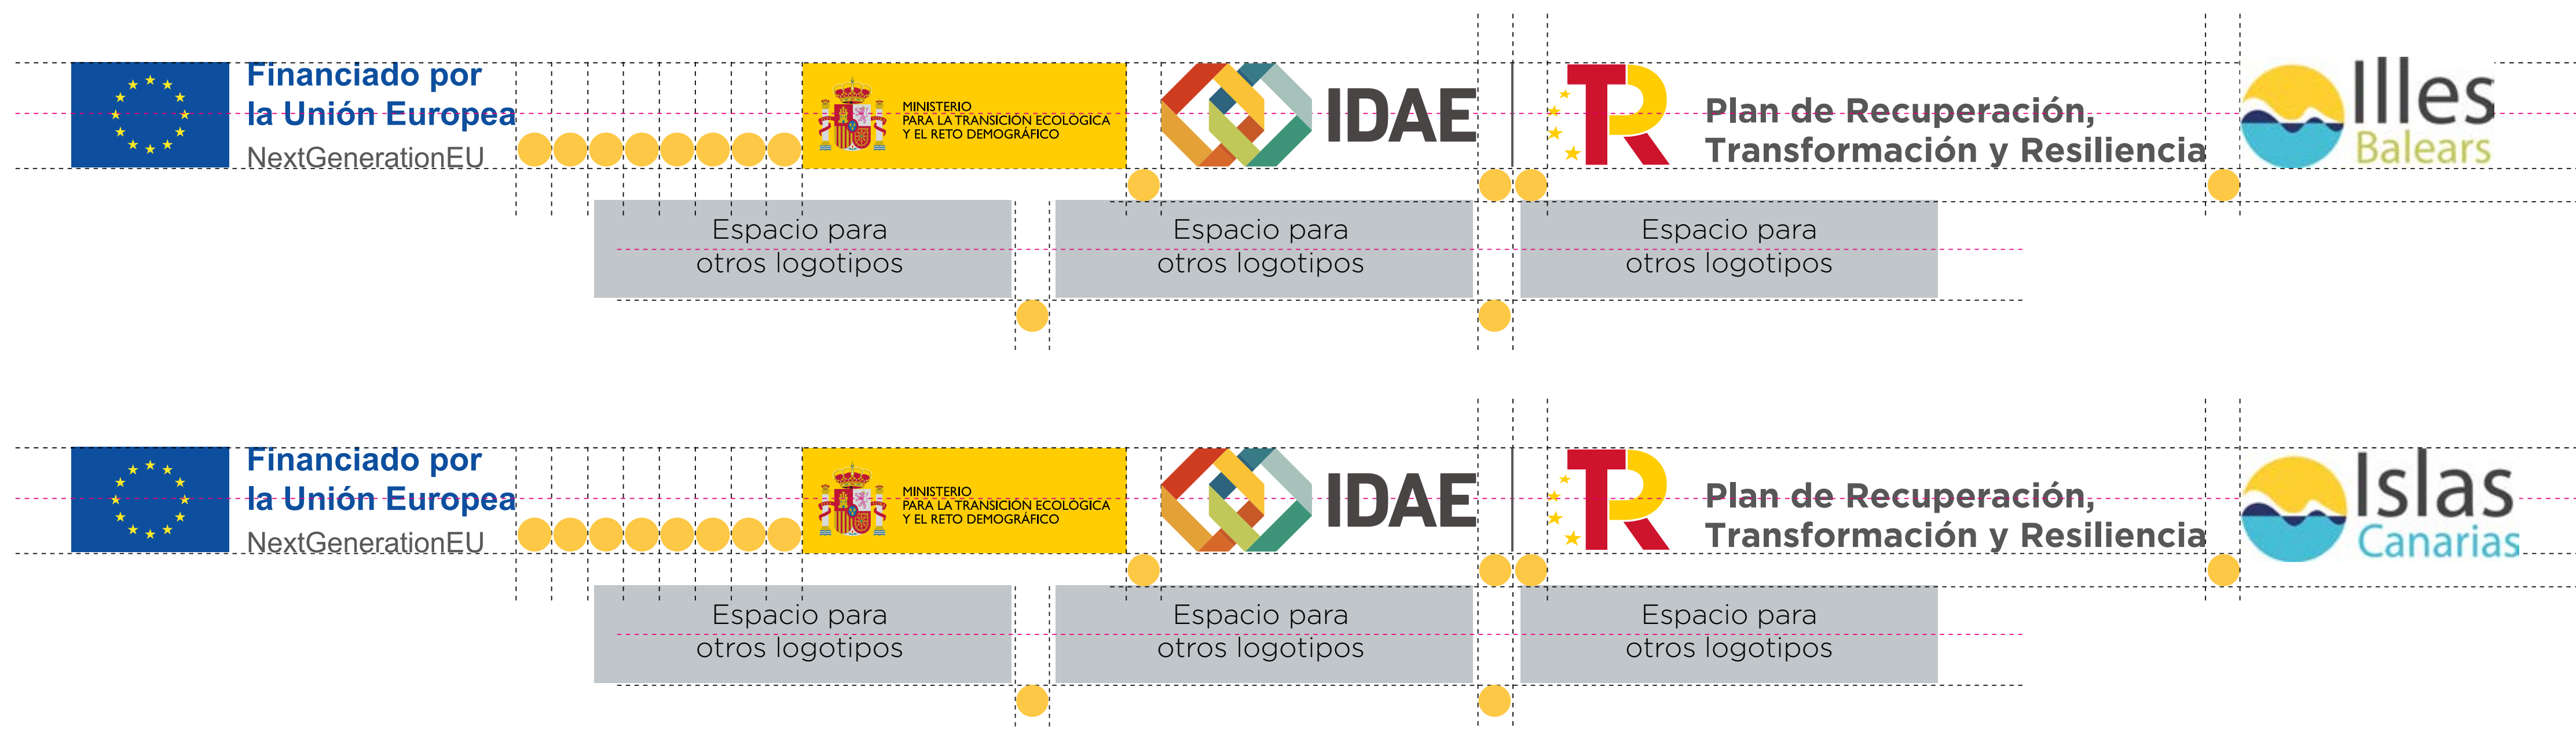 Financiado por
la Unión Europea
NextGenerationEU
MINISTERIO
PARA LA TRANSICIÓN ECOLÓGICA
Y EL RETO DEMOGRÁFICO
IDAE
TR
Plan de Recuperación,
Transformación y Resiliencia
Illes
Balears
Espacio para
otros logotipos
Espacio para
otros logotipos
Espacio para
otros logotipos
Financiado por
la Unión Europea
NextGenerationEU
MINISTERIO
PARA LA TRANSICIÓN ECOLÓGICA
Y EL RETO DEMOGRÁFICO
IDAE
TR
Plan de Recuperación,
Transformación y Resiliencia
Islas
Canarias
Espacio para
otros logotipos
Espacio para
otros logotipos
Espacio para
otros logotipos